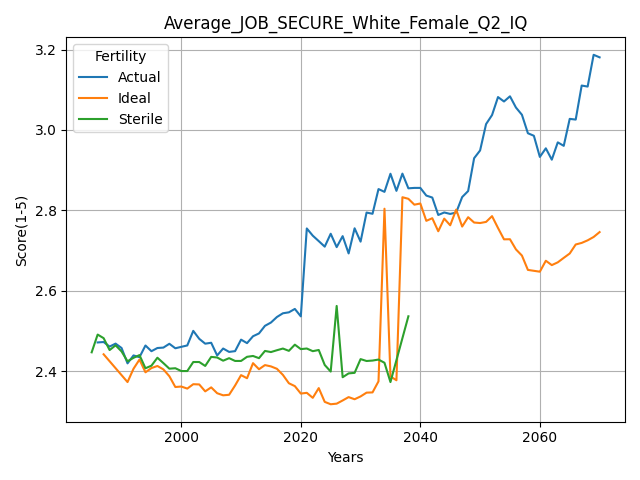 Average_JOB_SECURE_White_Female_Q2_IQ
Fertility
Actual
Ideal
Sterile
Score(1-5)
3.2
3.0
2.8
2.6
2.4
2000
2020
2040
2060
Years